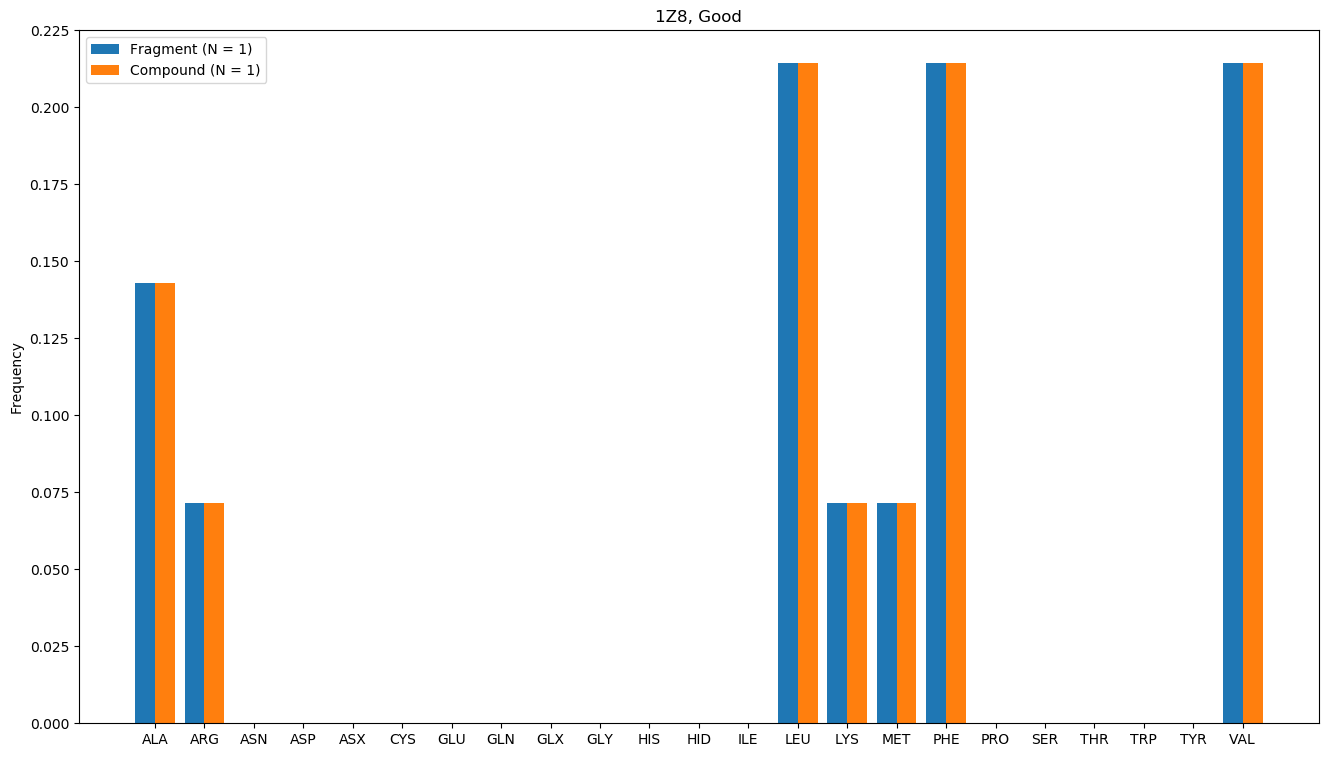 1Z8, Good
Fragment (N = 1)
Compound (N = 1)
0.225
0.200
0.175
0.150
0.125
0.100
0.075
0.050
0.025
0.000
Frequency
ALA ARG ASN ASP ASX CYS GLU GLN GLX GLY HIS HID ILE LEU LYS MET PHE PRO SER THR TRP TYR VAL